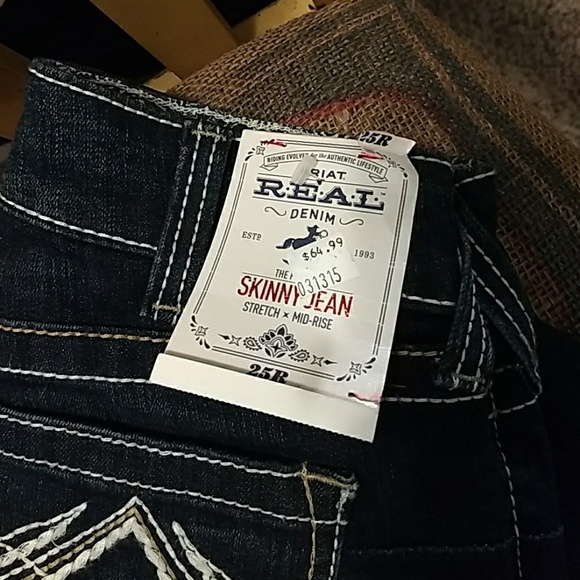 25R
RIDING EVOLVED for the AUTHENTIC LIFESTYLE
RIAT
R.E.A.L.™
DENIM
ESTD 1993
$64.99
031315
THE
SKINNY JEAN
STRETCH × MID-RISE
25R